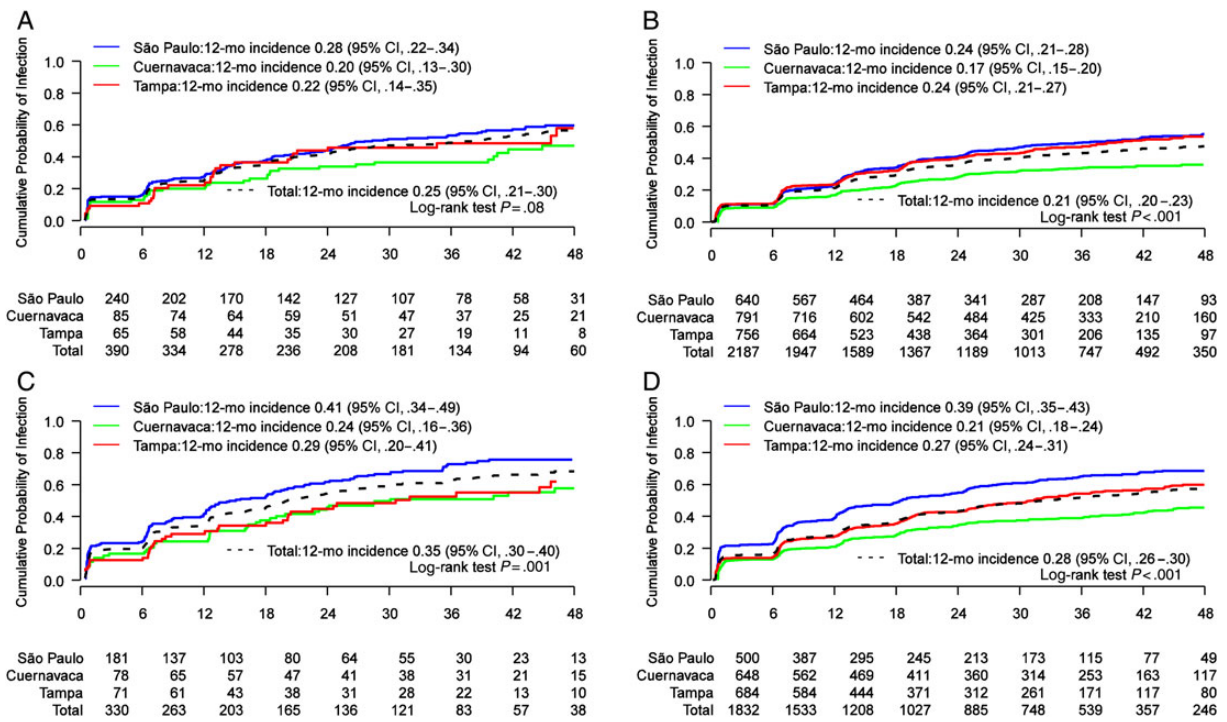 A
Cumulative Probability of Infection
São Paulo:12-mo incidence 0.28 (95% CI, .22–.34)
Cuernavaca:12-mo incidence 0.20 (95% CI, .13–.30)
Tampa:12-mo incidence 0.22 (95% CI, .14–.35)
1.0
0.8
0.6
0.4
0.2
0.0
Total:12-mo incidence 0.25 (95% CI, .21–.30)
Log-rank test P=.08
0 6 12 18 24 30 36 42 48
São Paulo 240 202 170 142 127 107 78 58 31
Cuernavaca 85 74 64 59 51 47 37 25 21
Tampa 65 58 44 35 30 27 19 11 8
Total 390 334 278 236 208 181 134 94 60
B
Cumulative Probability of Infection
São Paulo:12-mo incidence 0.24 (95% CI, .21–.28)
Cuernavaca:12-mo incidence 0.17 (95% CI, .15–.20)
Tampa:12-mo incidence 0.24 (95% CI, .21–.27)
1.0
0.8
0.6
0.4
0.2
0.0
Total:12-mo incidence 0.21 (95% CI, .20–.23)
Log-rank test P<.001
0 6 12 18 24 30 36 42 48
São Paulo 640 567 464 387 341 287 208 147 93
Cuernavaca 791 716 602 542 484 425 333 210 160
Tampa 756 664 523 438 364 301 206 135 97
Total 2187 1947 1589 1367 1189 1013 747 492 350
C
Cumulative Probability of Infection
São Paulo:12-mo incidence 0.41 (95% CI, .34–.49)
Cuernavaca:12-mo incidence 0.24 (95% CI, .16–.36)
Tampa:12-mo incidence 0.29 (95% CI, .20–.41)
1.0
0.8
0.6
0.4
0.2
0.0
Total:12-mo incidence 0.35 (95% CI, .30–.40)
Log-rank test P=.001
0 6 12 18 24 30 36 42 48
São Paulo 181 137 103 80 64 55 30 23 13
Cuernavaca 78 65 57 47 41 38 31 21 15
Tampa 71 61 43 38 31 28 22 13 10
Total 330 263 203 165 136 121 83 57 38
D
Cumulative Probability of Infection
São Paulo:12-mo incidence 0.39 (95% CI, .35–.43)
Cuernavaca:12-mo incidence 0.21 (95% CI, .18–.24)
Tampa:12-mo incidence 0.27 (95% CI, .24–.31)
1.0
0.8
0.6
0.4
0.2
0.0
Total:12-mo incidence 0.28 (95% CI, .26–.30)
Log-rank test P<.001
0 6 12 18 24 30 36 42 48
São Paulo 500 387 295 245 213 173 115 77 49
Cuernavaca 648 562 469 411 360 314 253 163 117
Tampa 684 584 444 371 312 261 171 117 80
Total 1832 1533 1208 1027 885 748 539 357 246